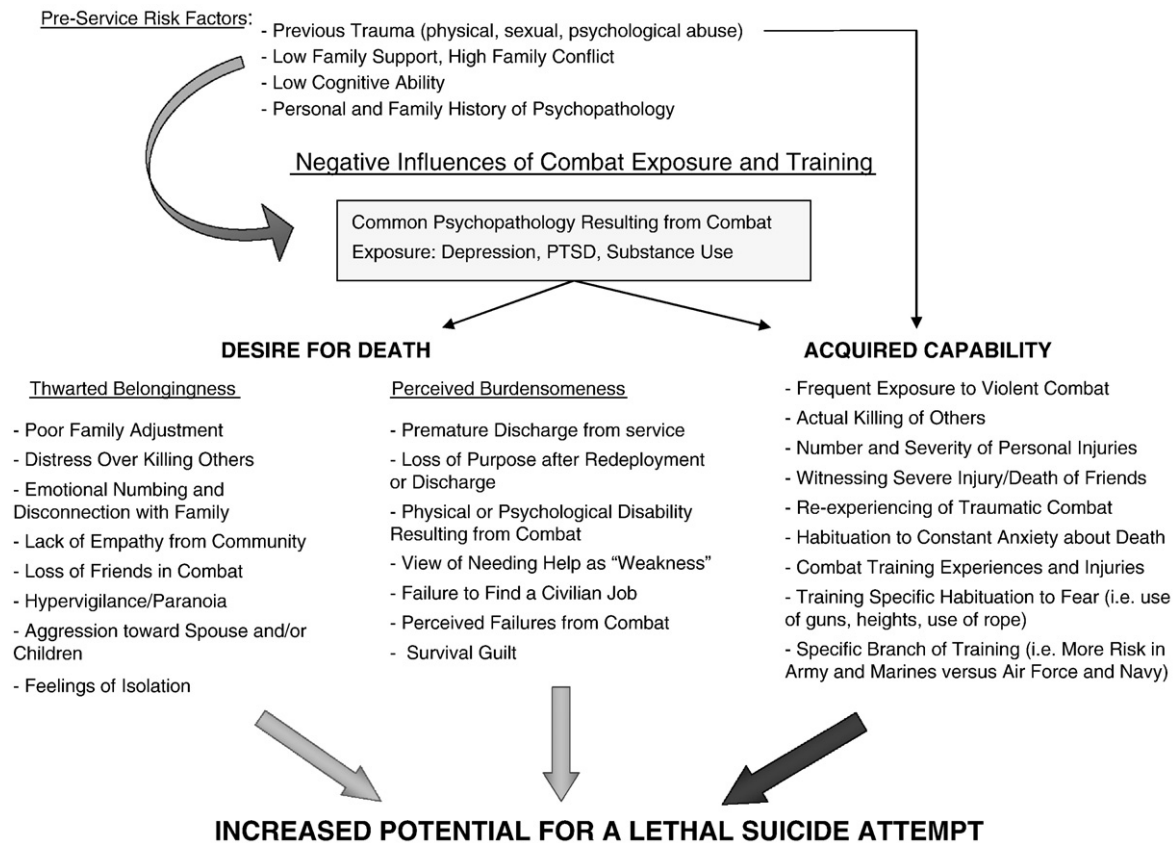 Pre-Service Risk Factors:
- Previous Trauma (physical, sexual, psychological abuse)
- Low Family Support, High Family Conflict
- Low Cognitive Ability
- Personal and Family History of Psychopathology
Negative Influences of Combat Exposure and Training
Common Psychopathology Resulting from Combat
Exposure: Depression, PTSD, Substance Use
DESIRE FOR DEATH
Thwarted Belongingness
- Poor Family Adjustment
- Distress Over Killing Others
- Emotional Numbing and
Disconnection with Family
- Lack of Empathy from Community
- Loss of Friends in Combat
- Hypervigilance/Paranoia
- Aggression toward Spouse and/or
Children
- Feelings of Isolation
Perceived Burdensomeness
- Premature Discharge from service
- Loss of Purpose after Redeployment
or Discharge
- Physical or Psychological Disability
Resulting from Combat
- View of Needing Help as “Weakness”
- Failure to Find a Civilian Job
- Perceived Failures from Combat
- Survival Guilt
ACQUIRED CAPABILITY
- Frequent Exposure to Violent Combat
- Actual Killing of Others
- Number and Severity of Personal Injuries
- Witnessing Severe Injury/Death of Friends
- Re-experiencing of Traumatic Combat
- Habituation to Constant Anxiety about Death
- Combat Training Experiences and Injuries
- Training Specific Habituation to Fear (i.e. use
of guns, heights, use of rope)
- Specific Branch of Training (i.e. More Risk in
Army and Marines versus Air Force and Navy)
INCREASED POTENTIAL FOR A LETHAL SUICIDE ATTEMPT